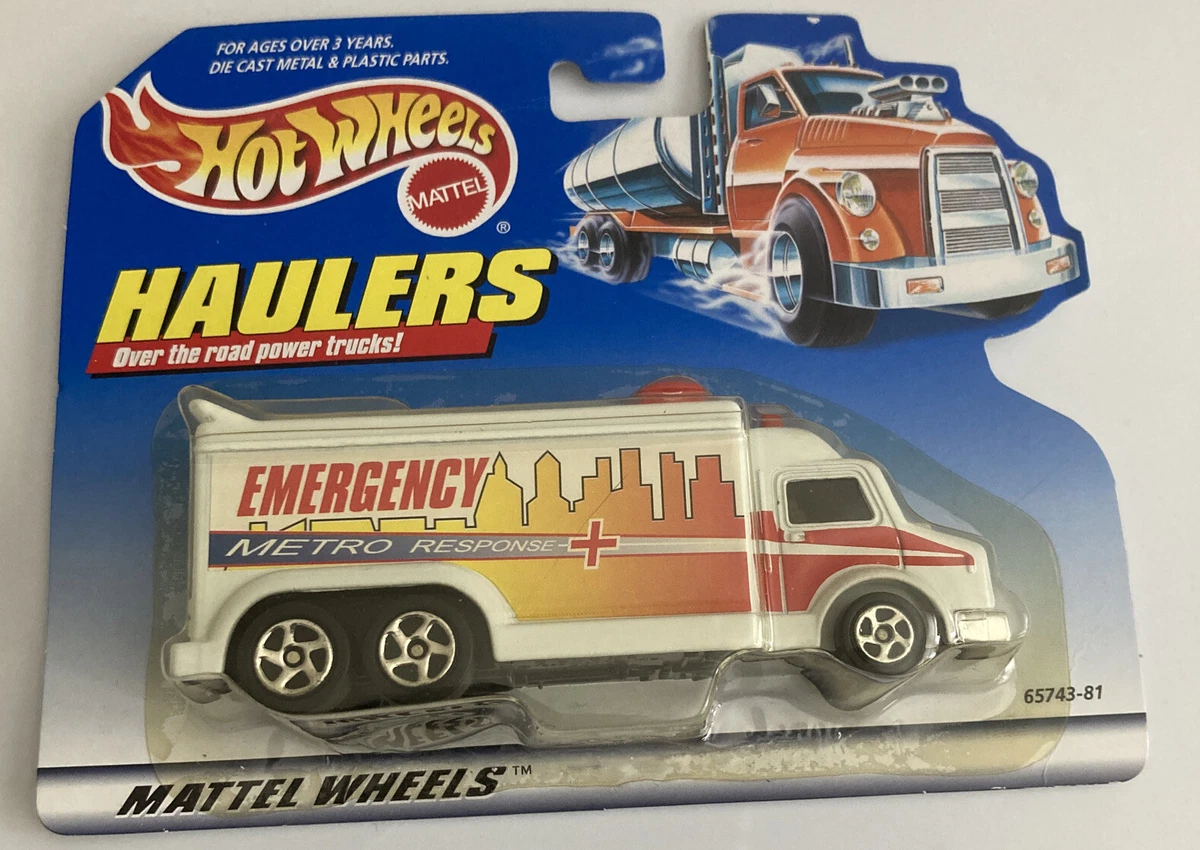 FOR AGES OVER 3 YEARS.
DIE CAST METAL & PLASTIC PARTS.
HOT WHEELS
MATTEL
®
HAULERS
Over the road power trucks!
EMERGENCY
METRO RESPONSE
65743-81
MATTEL WHEELS™